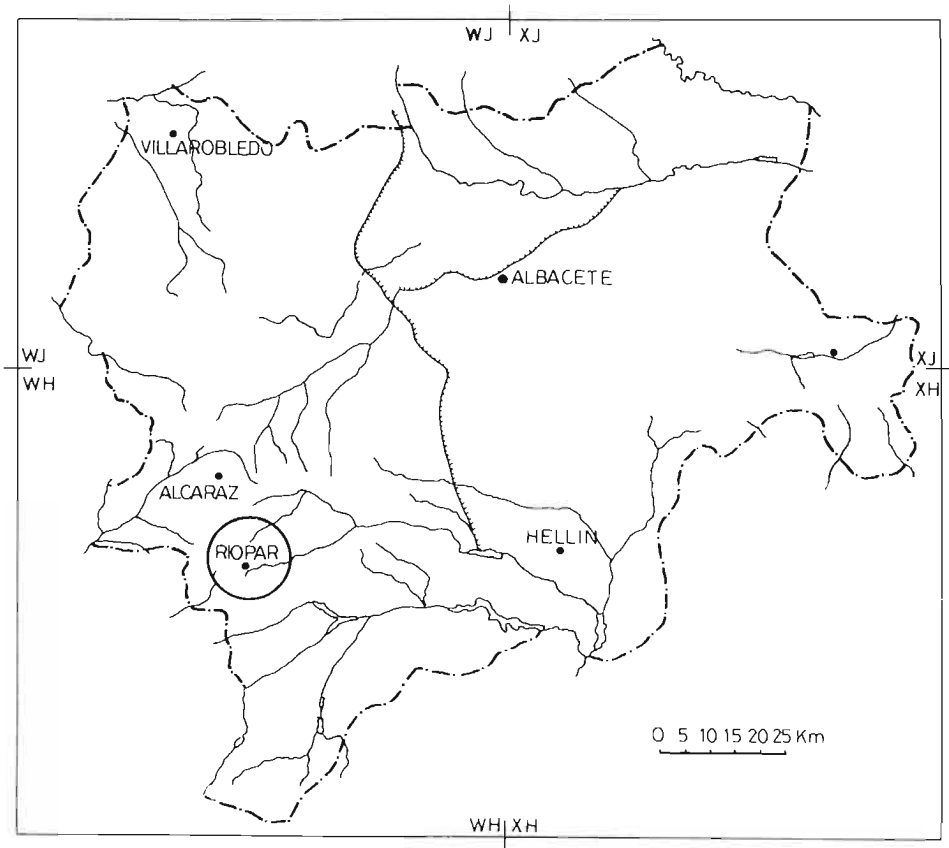 WJ XJ
VILLAROBLEDO
ALBACETE
WJ
WH
XJ
XH
ALCARAZ
HELLIN
RIOPAR
0 5 10 15 20 25 Km
WH XH